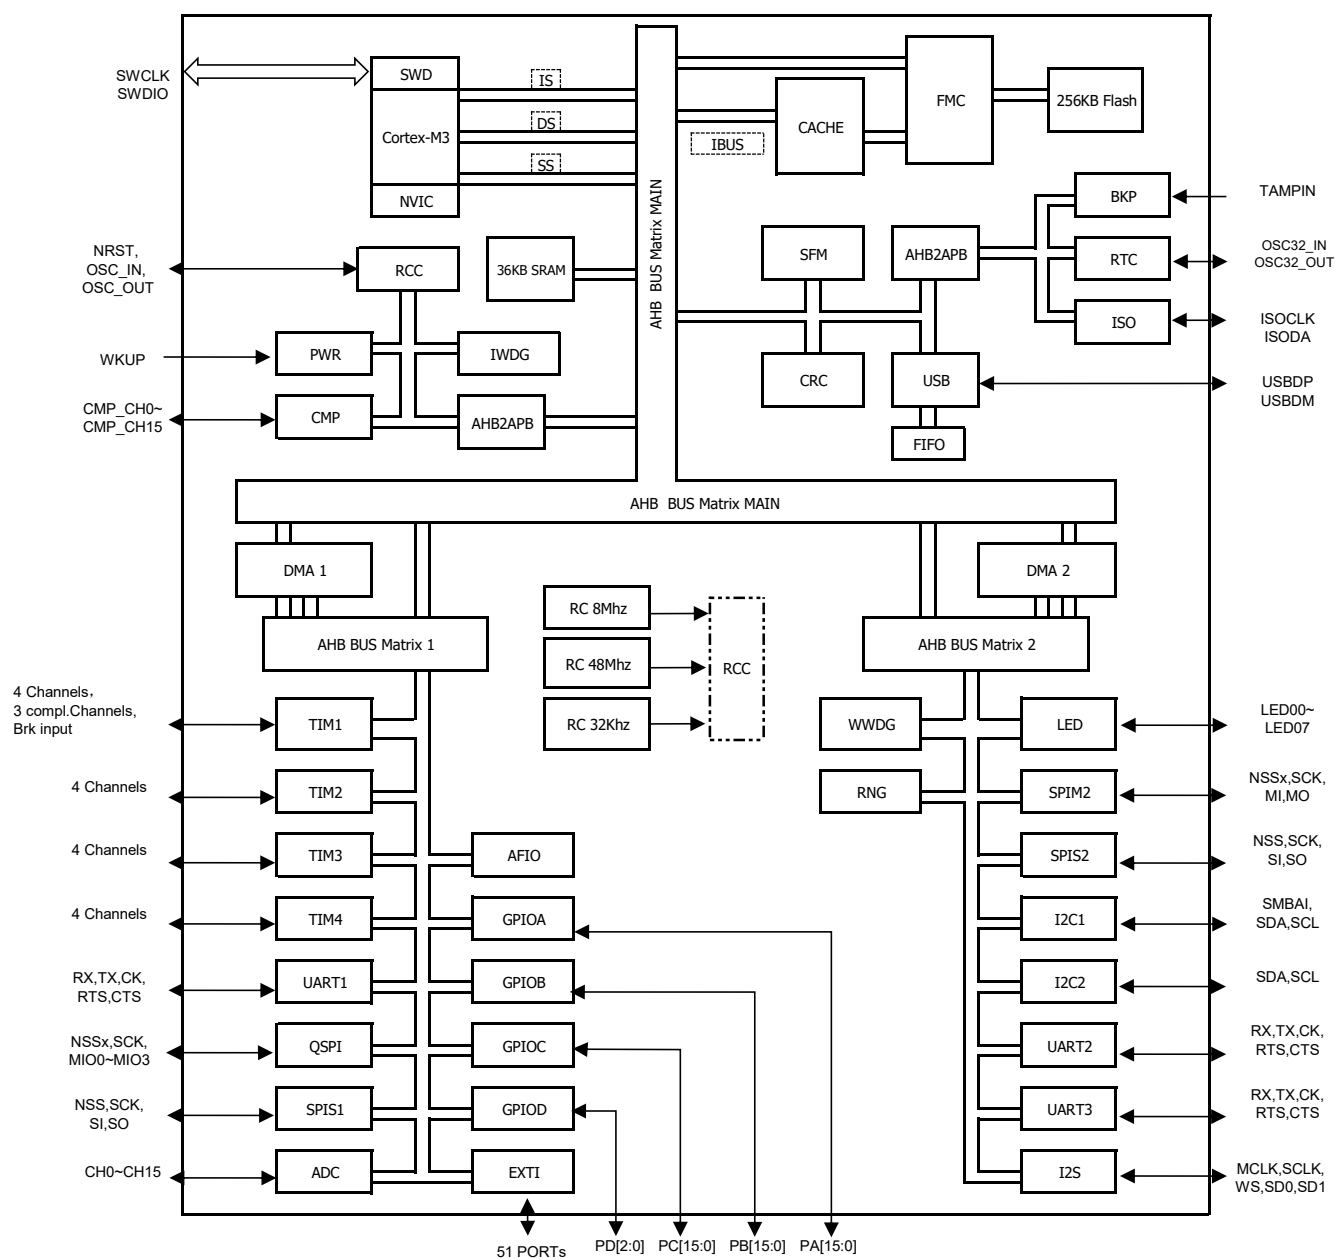 SWCLK
SWDIO
SWD
Cortex-M3
NVIC
IS
DS
SS
AHB BUS Matrix MAIN
IBUS
CACHE
FMC
256KB Flash
BKP
TAMPIN
NRST,
OSC_IN,
OSC_OUT
RCC
36KB SRAM
SFM
AHB2APB
RTC
OSC32_IN
OSC32_OUT
ISO
ISOCLK
ISODA
WKUP
PWR
IWDG
CRC
USB
USBDP
USBDM
CMP_CH0~
CMP_CH15
CMP
AHB2APB
FIFO
AHB BUS Matrix MAIN
DMA 1
DMA 2
AHB BUS Matrix 1
RC 8Mhz
RC 48Mhz
RC 32Khz
RCC
AHB BUS Matrix 2
4 Channels,
3 compl.Channels,
Brk input
TIM1
WWDG
LED
LED00~
LED07
4 Channels
TIM2
RNG
SPIM2
NSSx,SCK,
MI,MO
4 Channels
TIM3
AFIO
SPIS2
NSS,SCK,
SI,SO
4 Channels
TIM4
GPIOA
I2C1
SMBAI,
SDA,SCL
RX,TX,CK,
RTS,CTS
UART1
GPIOB
I2C2
SDA,SCL
NSSx,SCK,
MIO0~MIO3
QSPI
GPIOC
UART2
RX,TX,CK,
RTS,CTS
NSS,SCK,
SI,SO
SPIS1
GPIOD
UART3
RX,TX,CK,
RTS,CTS
CH0~CH15
ADC
EXTI
I2S
MCLK,SCLK,
WS,SD0,SD1
51 PORTs
PD[2:0]
PC[15:0]
PB[15:0]
PA[15:0]